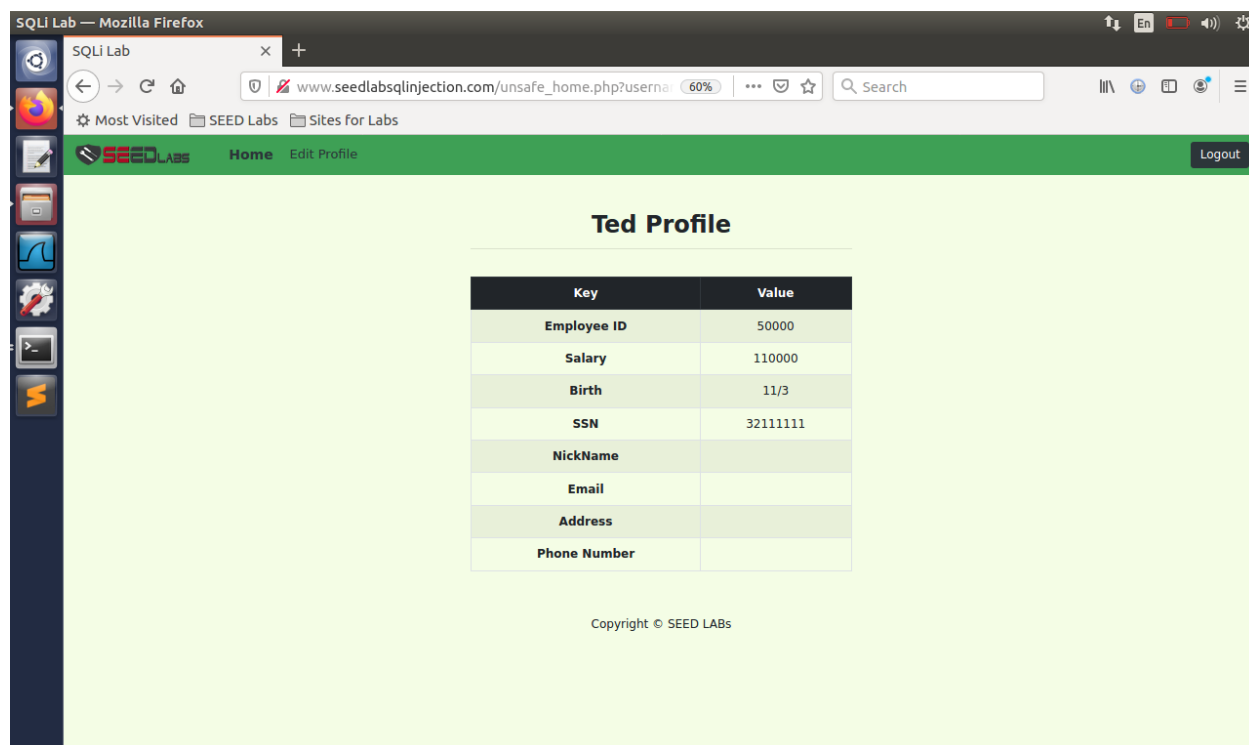 SQLi Lab — Mozilla Firefox
En
SQLi Lab
www.seedlabsqlinjection.com/unsafe_home.php?userna
60%
Search
Most Visited SEED Labs Sites for Labs
SEEDLABS Home Edit Profile Logout
Ted Profile
Key Value
Employee ID 50000
Salary 110000
Birth 11/3
SSN 32111111
NickName
Email
Address
Phone Number
Copyright © SEED LABs